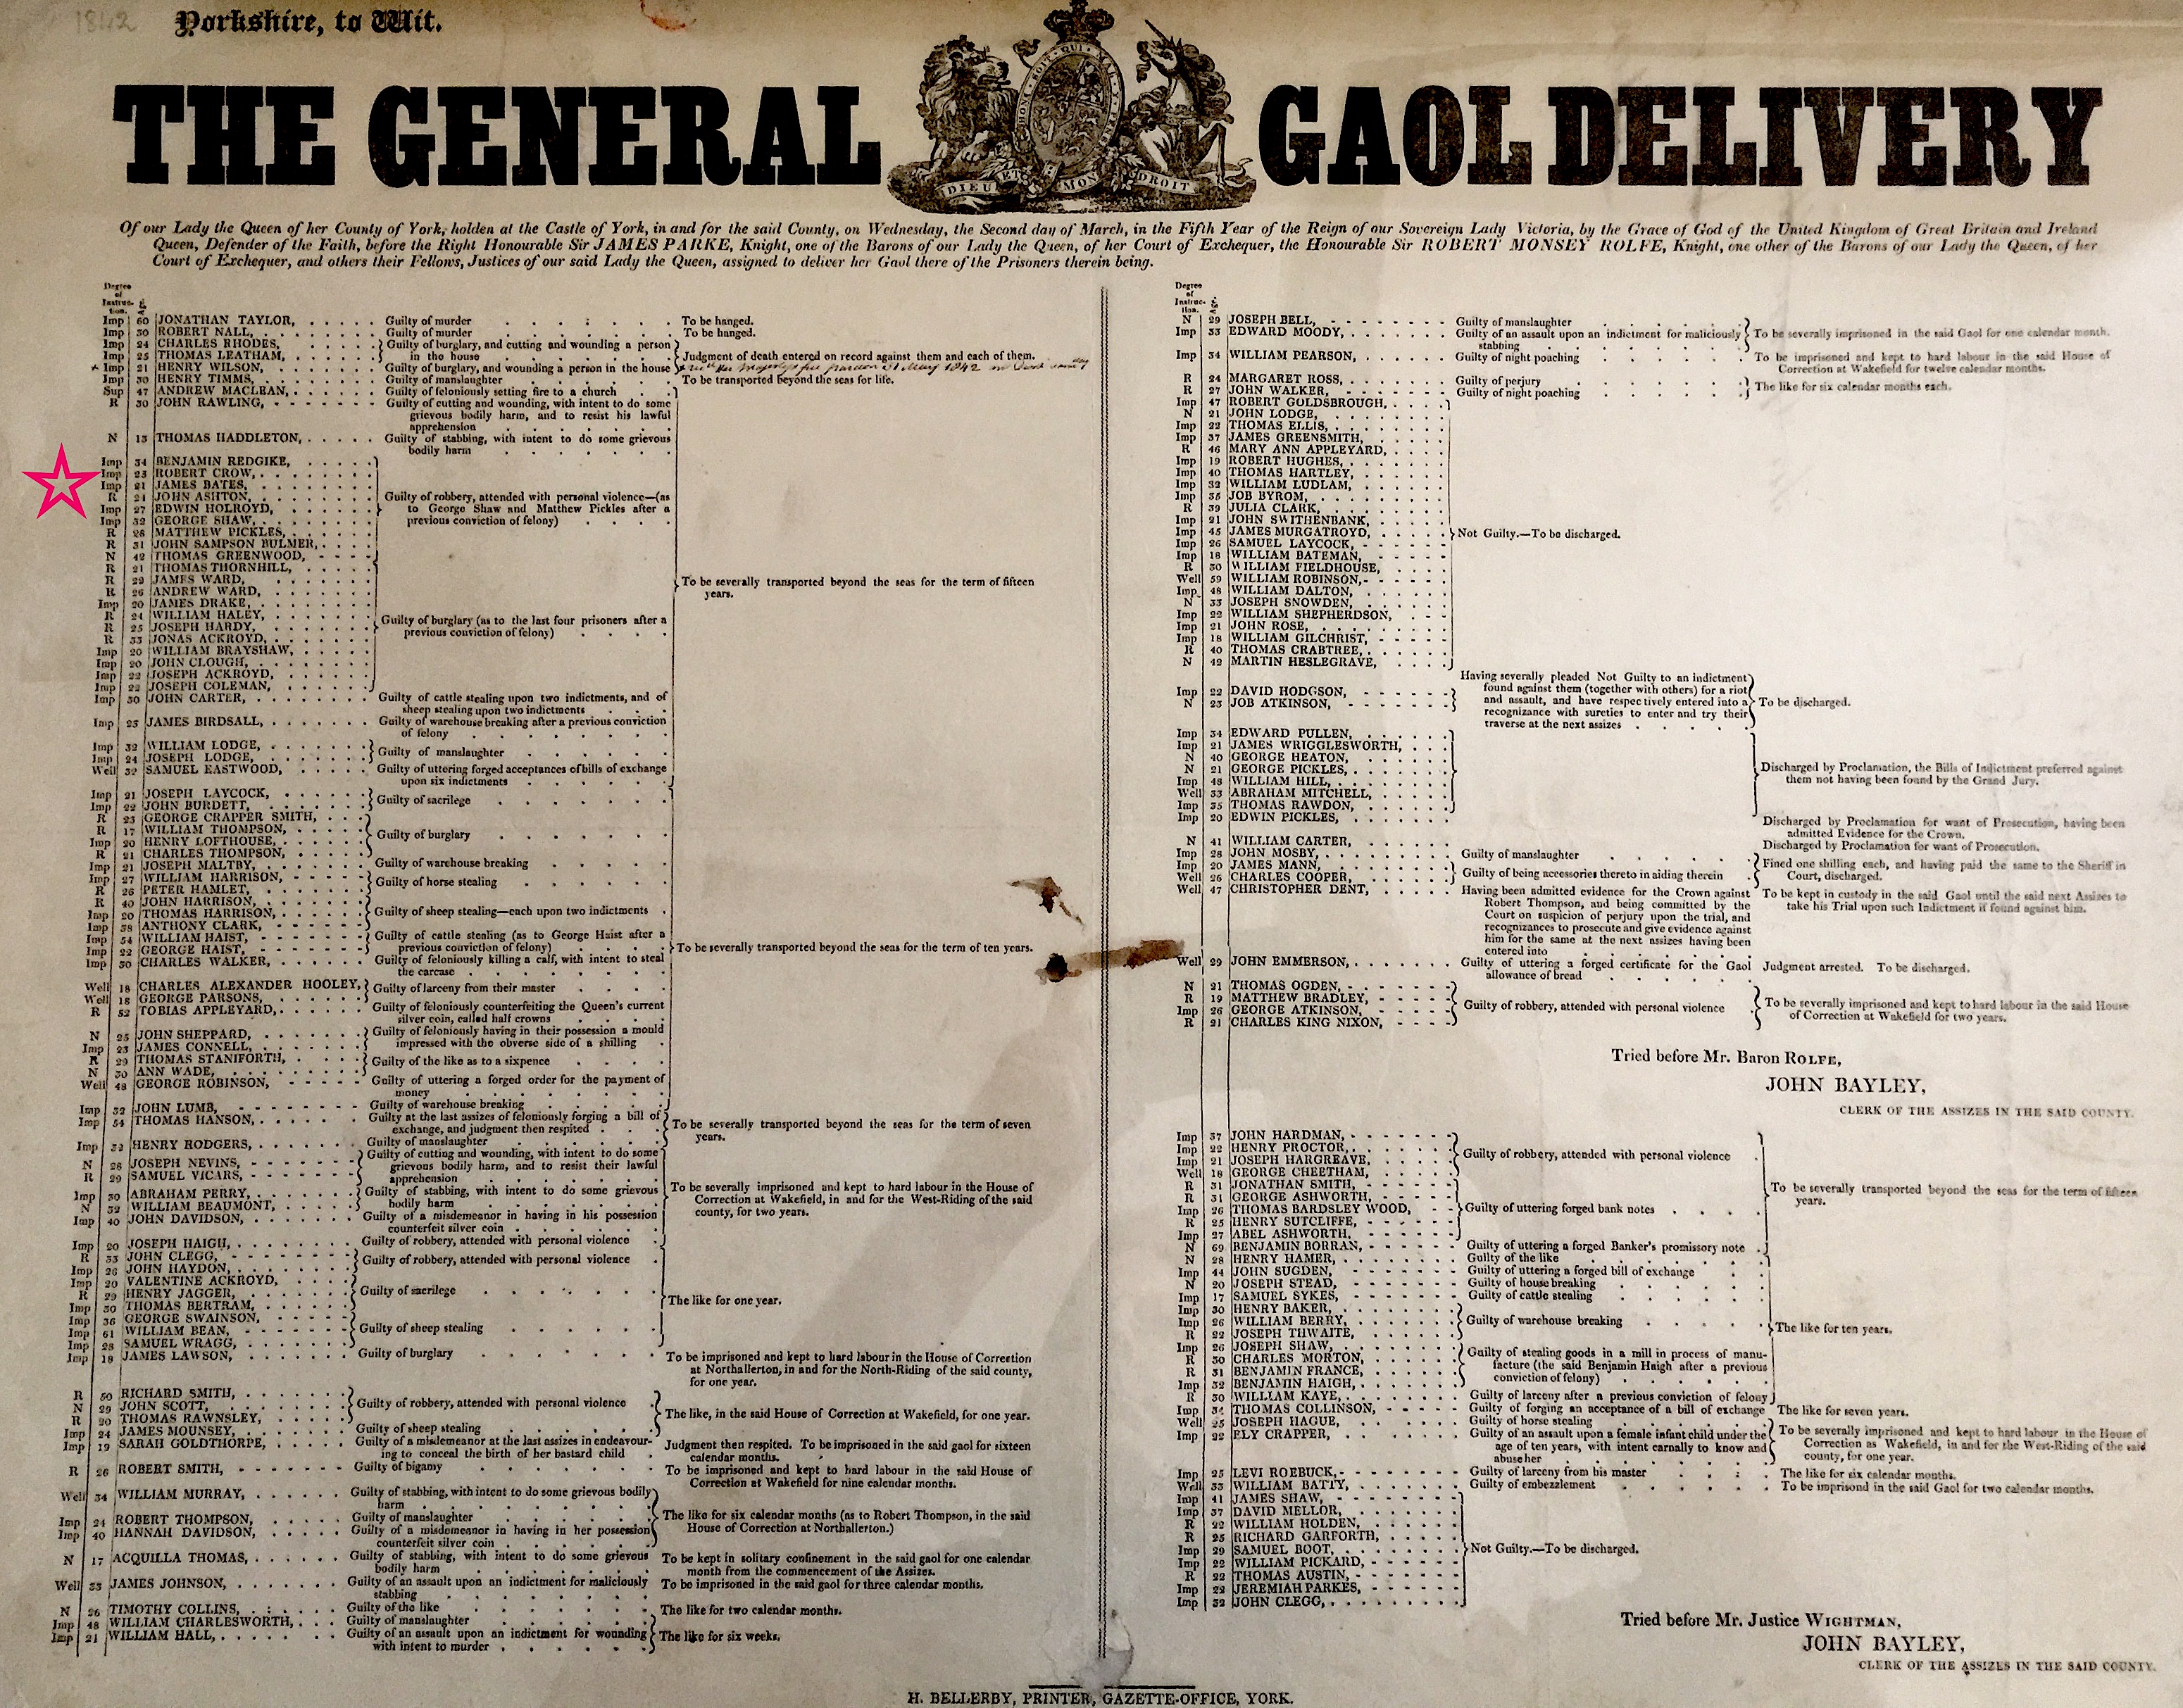 1842
Yorkshire, to Wit.
THE GENERAL GAOL DELIVERY
HONI SOIT QUI MAL
DIEU ET MON DROIT
Of our Lady the Queen of her County of York, holden at the Castle of York, in and for the said County, on Wednesday, the Second day of March, in the Fifth Year of the Reign of our Sovereign Lady Victoria, by the Grace of God of the United Kingdom of Great Britain and Ireland
Queen, Defender of the Faith, before the Right Honourable Sir JAMES PARKE, Knight, one of the Barons of our Lady the Queen, of her Court of Exchequer, the Honourable Sir ROBERT MONSEY ROLFE, Knight, one other of the Barons of our Lady the Queen, of her
Court of Exchequer, and others their Fellows, Justices of our said Lady the Queen, assigned to deliver her Gaol there of the Prisoners therein being.
Degree
of
Instruc-
tion.
Imp 60 JONATHAN TAYLOR, Guilty of murder To be hanged.
Imp 30 ROBERT NALL, Guilty of murder To be hanged.
Imp 24 CHARLES RHODES, Guilty of burglary, and cutting and wounding a person
Imp 25 THOMAS LEATHAM, in the house Judgment of death entered on record against them and each of them.
Imp 21 HENRY WILSON, Guilty of burglary, and wounding a person in the house pardon 31 May 1842
Imp 30 HENRY TIMMS, Guilty of manslaughter To be transported beyond the seas for life.
Sup 47 ANDREW MACLEAN, Guilty of feloniously setting fire to a church
R 30 JOHN RAWLING, Guilty of cutting and wounding, with intent to do some
grievous bodily harm, and to resist his lawful
apprehension
N 13 THOMAS HADDLETON, Guilty of stabbing, with intent to do some grievous
bodily harm
Imp 34 BENJAMIN REDGIKE,
Imp 23 ROBERT CROW,
Imp 21 JAMES BATES,
R 24 JOHN ASHTON, Guilty of robbery, attended with personal violence—(as
Imp 27 EDWIN HOLROYD, to George Shaw and Matthew Pickles after a
Imp 32 GEORGE SHAW, previous conviction of felony)
R 28 MATTHEW PICKLES,
R 31 JOHN SAMPSON BULMER,
N 42 THOMAS GREENWOOD,
R 21 THOMAS THORNHILL,
R 29 JAMES WARD, To be severally transported beyond the seas for the term of fifteen
R 26 ANDREW WARD, years.
Imp 20 JAMES DRAKE,
R 24 WILLIAM HALEY, Guilty of burglary (as to the last four prisoners after a
R 25 JOSEPH HARDY, previous conviction of felony)
R 33 JONAS ACKROYD,
Imp 20 WILLIAM BRAYSHAW,
Imp 20 JOHN CLOUGH,
Imp 22 JOSEPH ACKROYD,
Imp 22 JOSEPH COLEMAN,
Imp 30 JOHN CARTER, Guilty of cattle stealing upon two indictments, and of
sheep stealing upon two indictments
Imp 23 JAMES BIRDSALL, Guilty of warehouse breaking after a previous conviction
of felony
Imp 32 WILLIAM LODGE, Guilty of manslaughter
Imp 24 JOSEPH LODGE,
Well 32 SAMUEL EASTWOOD, Guilty of uttering forged acceptances of bills of exchange
upon six indictments
Imp 21 JOSEPH LAYCOCK, Guilty of sacrilege
Imp 22 JOHN BURDETT,
R 23 GEORGE CRAPPER SMITH,
R 17 WILLIAM THOMPSON, Guilty of burglary
Imp 20 HENRY LOFTHOUSE,
R 21 CHARLES THOMPSON,
Imp 21 JOSEPH MALTBY, Guilty of warehouse breaking
Imp 27 WILLIAM HARRISON, Guilty of horse stealing
R 26 PETER HAMLET,
R 40 JOHN HARRISON, Guilty of sheep stealing—each upon two indictments
Imp 20 THOMAS HARRISON,
Imp 38 ANTHONY CLARK,
Imp 54 WILLIAM HAIST, Guilty of cattle stealing (as to George Haist after a
Imp 22 GEORGE HAIST, previous conviction of felony) To be severally transported beyond the seas for the term of ten years.
Imp 30 CHARLES WALKER, Guilty of feloniously killing a calf, with intent to steal
the carcase
Well 18 CHARLES ALEXANDER HOOLEY, Guilty of larceny from their master
Well 18 GEORGE PARSONS,
R 52 TOBIAS APPLEYARD, Guilty of feloniously counterfeiting the Queen's current
silver coin, called half crowns
N 25 JOHN SHEPPARD, Guilty of feloniously having in their possession a mould
Imp 23 JAMES CONNELL, impressed with the obverse side of a shilling
R 29 THOMAS STANIFORTH, Guilty of the like as to a sixpence
N 30 ANN WADE,
Well 48 GEORGE ROBINSON, Guilty of uttering a forged order for the payment of
money
Imp 32 JOHN LUMB, Guilty of warehouse breaking
Imp 54 THOMAS HANSON, Guilty at the last assizes of feloniously forging a bill of
exchange, and judgment then respited To be severally transported beyond the seas for the term of seven
years.
Imp 32 HENRY RODGERS, Guilty of manslaughter
N 28 JOSEPH NEVINS, Guilty of cutting and wounding, with intent to do some
R 29 SAMUEL VICARS, grievous bodily harm, and to resist their lawful
apprehension
Imp 30 ABRAHAM PERRY, Guilty of stabbing, with intent to do some grievous To be severally imprisoned and kept to hard labour in the House of
N 32 WILLIAM BEAUMONT, bodily harm Correction at Wakefield, in and for the West-Riding of the said
county, for two years.
Imp 40 JOHN DAVIDSON, Guilty of a misdemeanor in having in his possession
counterfeit silver coin
Imp 20 JOSEPH HAIGH, Guilty of robbery, attended with personal violence
R 33 JOHN CLEGG, Guilty of robbery, attended with personal violence
Imp 26 JOHN HAYDON,
Imp 20 VALENTINE ACKROYD,
R 29 HENRY JAGGER, Guilty of sacrilege The like for one year.
Imp 30 THOMAS BERTRAM,
Imp 36 GEORGE SWAINSON,
Imp 61 WILLIAM BEAN, Guilty of sheep stealing
Imp 28 SAMUEL WRAGG,
Imp 18 JAMES LAWSON, Guilty of burglary To be imprisoned and kept to hard labour in the House of Correction
at Northallerton, in and for the North-Riding of the said county,
for one year.
R 50 RICHARD SMITH,
N 29 JOHN SCOTT, Guilty of robbery, attended with personal violence
R 20 THOMAS RAWNSLEY, The like, in the said House of Correction at Wakefield, for one year.
Imp 24 JAMES MOUNSEY, Guilty of sheep stealing
Imp 19 SARAH GOLDTHORPE, Guilty of a misdemeanor at the last assizes in endeavour- Judgment then respited. To be imprisoned in the said gaol for sixteen
ing to conceal the birth of her bastard child calendar months.
R 26 ROBERT SMITH, Guilty of bigamy To be imprisoned and kept to hard labour in the said House of
Correction at Wakefield for nine calendar months.
Well 34 WILLIAM MURRAY, Guilty of stabbing, with intent to do some grievous bodily
harm
Imp 24 ROBERT THOMPSON, Guilty of manslaughter The like for six calendar months (as to Robert Thompson, in the said
Imp 40 HANNAH DAVIDSON, Guilty of a misdemeanor in having in her possession House of Correction at Northallerton.)
counterfeit silver coin
N 17 ACQUILLA THOMAS, Guilty of stabbing, with intent to do some grievous To be kept in solitary confinement in the said gaol for one calendar
bodily harm month from the commencement of the Assizes.
Well 33 JAMES JOHNSON, Guilty of an assault upon an indictment for maliciously To be imprisoned in the said gaol for three calendar months.
stabbing
N 26 TIMOTHY COLLINS, Guilty of the like The like for two calendar months.
Imp 48 WILLIAM CHARLESWORTH, Guilty of manslaughter
Imp 21 WILLIAM HALL, Guilty of an assault upon an indictment for wounding The like for six weeks.
with intent to murder
Degree
of
Instruc-
tion.
N 29 JOSEPH BELL, Guilty of manslaughter
Imp 33 EDWARD MOODY, Guilty of an assault upon an indictment for maliciously To be severally imprisoned in the said Gaol for one calendar month.
stabbing
Imp 34 WILLIAM PEARSON, Guilty of night poaching To be imprisoned and kept to hard labour in the said House of
Correction at Wakefield for twelve calendar months.
R 24 MARGARET ROSS, Guilty of perjury The like for six calendar months each.
R 27 JOHN WALKER, Guilty of night poaching
Imp 47 ROBERT GOLDSBROUGH,
N 21 JOHN LODGE,
Imp 22 THOMAS ELLIS,
Imp 37 JAMES GREENSMITH,
R 46 MARY ANN APPLEYARD,
Imp 19 ROBERT HUGHES,
Imp 40 THOMAS HARTLEY,
Imp 32 WILLIAM LUDLAM,
Imp 35 JOB BYROM,
R 39 JULIA CLARK,
Imp 21 JOHN SWITHENBANK,
Imp 45 JAMES MURGATROYD, Not Guilty.—To be discharged.
Imp 26 SAMUEL LAYCOCK,
Imp 18 WILLIAM BATEMAN,
R 30 WILLIAM FIELDHOUSE,
Well 59 WILLIAM ROBINSON,
Imp 48 WILLIAM DALTON,
N 33 JOSEPH SNOWDEN,
Imp 22 WILLIAM SHEPHERDSON,
Imp 21 JOHN ROSE,
Imp 18 WILLIAM GILCHRIST,
R 40 THOMAS CRABTREE,
N 42 MARTIN HESLEGRAVE,
Having severally pleaded Not Guilty to an indictment
Imp 22 DAVID HODGSON, found against them (together with others) for a riot
N 23 JOB ATKINSON, and assault, and have respectively entered into a To be discharged.
recognizance with sureties to enter and try their
traverse at the next assizes
Imp 34 EDWARD PULLEN,
Imp 21 JAMES WRIGGLESWORTH,
N 40 GEORGE HEATON,
N 21 GEORGE PICKLES, Discharged by Proclamation, the Bills of Indictment preferred against
Imp 48 WILLIAM HILL, them not having been found by the Grand Jury.
Well 33 ABRAHAM MITCHELL,
Imp 35 THOMAS RAWDON,
Imp 20 EDWIN PICKLES, Discharged by Proclamation for want of Prosecution, having been
admitted Evidence for the Crown.
N 41 WILLIAM CARTER, Discharged by Proclamation for want of Prosecution.
Imp 28 JOHN MOSBY, Guilty of manslaughter
Imp 20 JAMES MANN, Guilty of being accessories thereto in aiding therein Fined one shilling each, and having paid the same to the Sheriff in
Well 26 CHARLES COOPER, Court, discharged.
Well 47 CHRISTOPHER DENT, Having been admitted evidence for the Crown against To be kept in custody in the said Gaol until the said next Assizes to
Robert Thompson, and being committed by the take his Trial upon such Indictment if found against him.
Court on suspicion of perjury upon the trial, and
recognizances to prosecute and give evidence against
him for the same at the next assizes having been
entered into
Well 29 JOHN EMMERSON, Guilty of uttering a forged certificate for the Gaol Judgment arrested. To be discharged.
allowance of bread
N 21 THOMAS OGDEN,
R 19 MATTHEW BRADLEY, Guilty of robbery, attended with personal violence To be severally imprisoned and kept to hard labour in the said House
Imp 26 GEORGE ATKINSON, of Correction at Wakefield for two years.
R 21 CHARLES KING NIXON,
Tried before Mr. Baron ROLFE,
JOHN BAYLEY,
CLERK OF THE ASSIZES IN THE SAID COUNTY.
Imp 37 JOHN HARDMAN,
Imp 22 HENRY PROCTOR, Guilty of robbery, attended with personal violence
Imp 21 JOSEPH HARGREAVE,
Well 18 GEORGE CHEETHAM,
R 31 JONATHAN SMITH, To be severally transported beyond the seas for the term of fifteen
R 31 GEORGE ASHWORTH, years.
Imp 26 THOMAS BARDSLEY WOOD, Guilty of uttering forged bank notes
R 25 HENRY SUTCLIFFE,
Imp 27 ABEL ASHWORTH,
N 69 BENJAMIN BORRAN, Guilty of uttering a forged Banker's promissory note
N 28 HENRY HAMER, Guilty of the like
Imp 44 JOHN SUGDEN, Guilty of uttering a forged bill of exchange
N 20 JOSEPH STEAD, Guilty of house breaking
Imp 17 SAMUEL SYKES, Guilty of cattle stealing
Imp 30 HENRY BAKER,
Imp 26 WILLIAM BERRY, Guilty of warehouse breaking The like for ten years.
R 22 JOSEPH THWAITE,
Imp 26 JOSEPH SHAW, Guilty of stealing goods in a mill in process of manu-
R 30 CHARLES MORTON, facture (the said Benjamin Haigh after a previous
R 31 BENJAMIN FRANCE, conviction of felony)
Imp 32 BENJAMIN HAIGH,
R 30 WILLIAM KAYE, Guilty of larceny after a previous conviction of felony
Imp 34 THOMAS COLLINSON, Guilty of forging an acceptance of a bill of exchange The like for seven years.
Well 25 JOSEPH HAGUE, Guilty of horse stealing To be severally imprisoned and kept to hard labour in the House of
Imp 22 ELY CRAPPER, Guilty of an assault upon a female infant child under the Correction as Wakefield, in and for the West-Riding of the said
age of ten years, with intent carnally to know and county, for one year.
abuse her
Imp 25 LEVI ROEBUCK, Guilty of larceny from his master The like for six calendar months.
Well 33 WILLIAM BATTY, Guilty of embezzlement To be imprisond in the said Gaol for two calendar months.
Imp 41 JAMES SHAW,
Imp 37 DAVID MELLOR,
R 22 WILLIAM HOLDEN,
R 25 RICHARD GARFORTH,
Imp 29 SAMUEL BOOT, Not Guilty.—To be discharged.
Imp 22 WILLIAM PICKARD,
R 22 THOMAS AUSTIN,
Imp 22 JEREMIAH PARKES,
Imp 32 JOHN CLEGG,
Tried before Mr. Justice WIGHTMAN,
JOHN BAYLEY,
CLERK OF THE ASSIZES IN THE SAID COUNTY.
H. BELLERBY, PRINTER, GAZETTE-OFFICE, YORK.